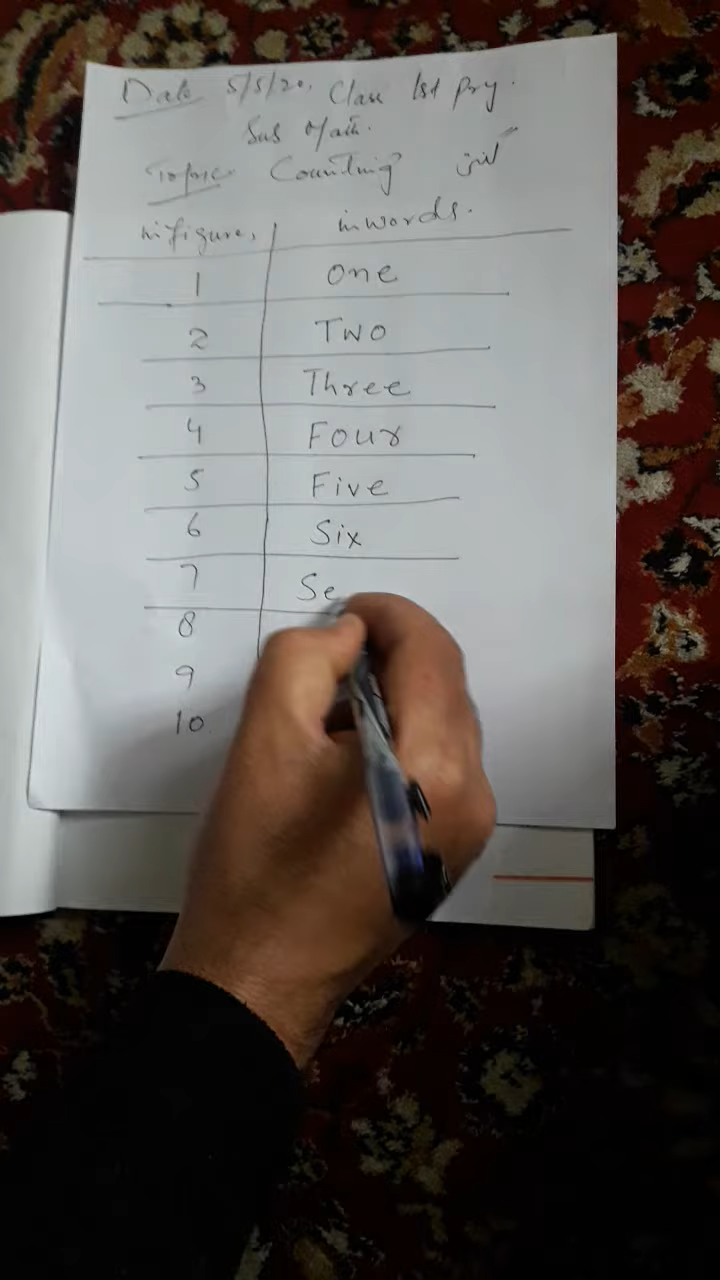 Date 5/5/20. Class 1st Pry.
Sub Math.
Topic. Counting گنتی
in figure. in words.
1 One
2 Two
3 Three
4 Four
5 Five
6 Six
7 Se
8
9
10